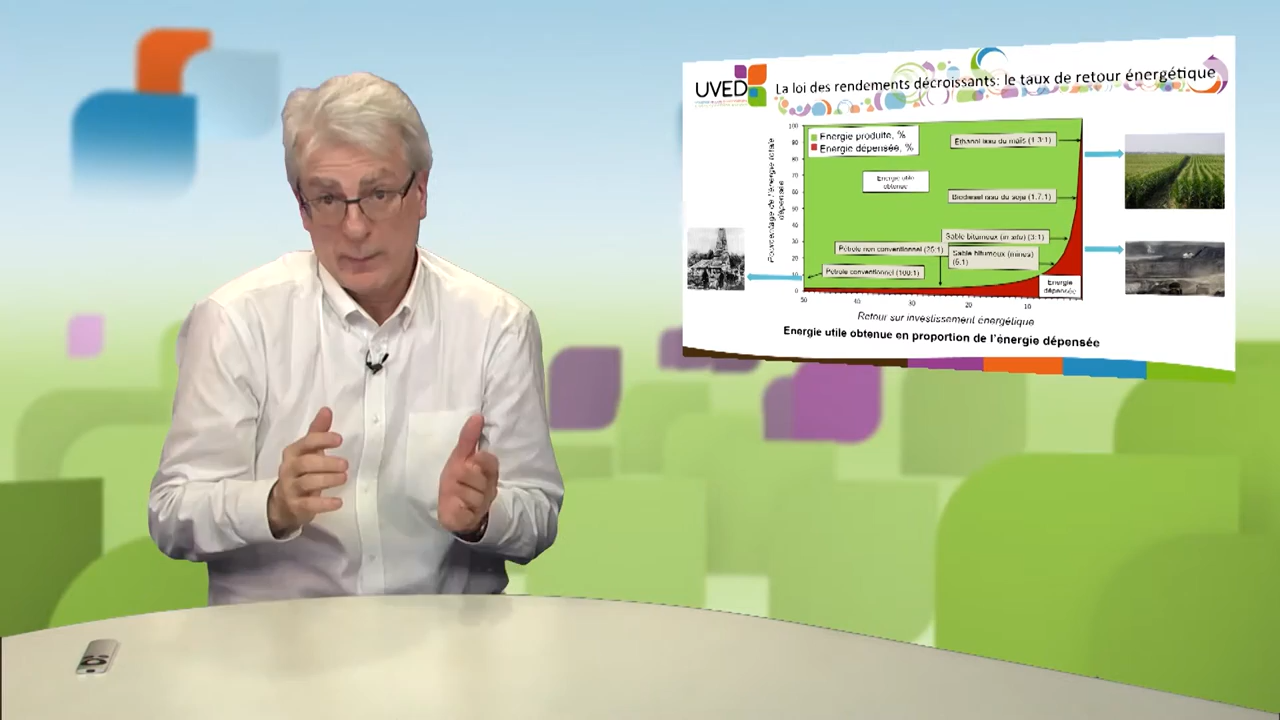 UVED
La loi des rendements décroissants: le taux de retour énergétique
Energie produite, %
Energie dépensée, %
Ethanol issu du maïs (1.3:1)
Energie utile
obtenue
Biodiesel issu du soja (1.7:1)
Sable bitumeux (in situ) (3:1)
Pétrole non conventionnel (25:1)
Sable bitumeux (mines)
(5:1)
Pétrole conventionnel (100:1)
Energie
dépensée
Pourcentage de l'énergie totale
dépensée
100
90
80
70
60
50
40
30
20
10
0
50 40 30 20 10
Retour sur investissement énergétique
Energie utile obtenue en proportion de l'énergie dépensée